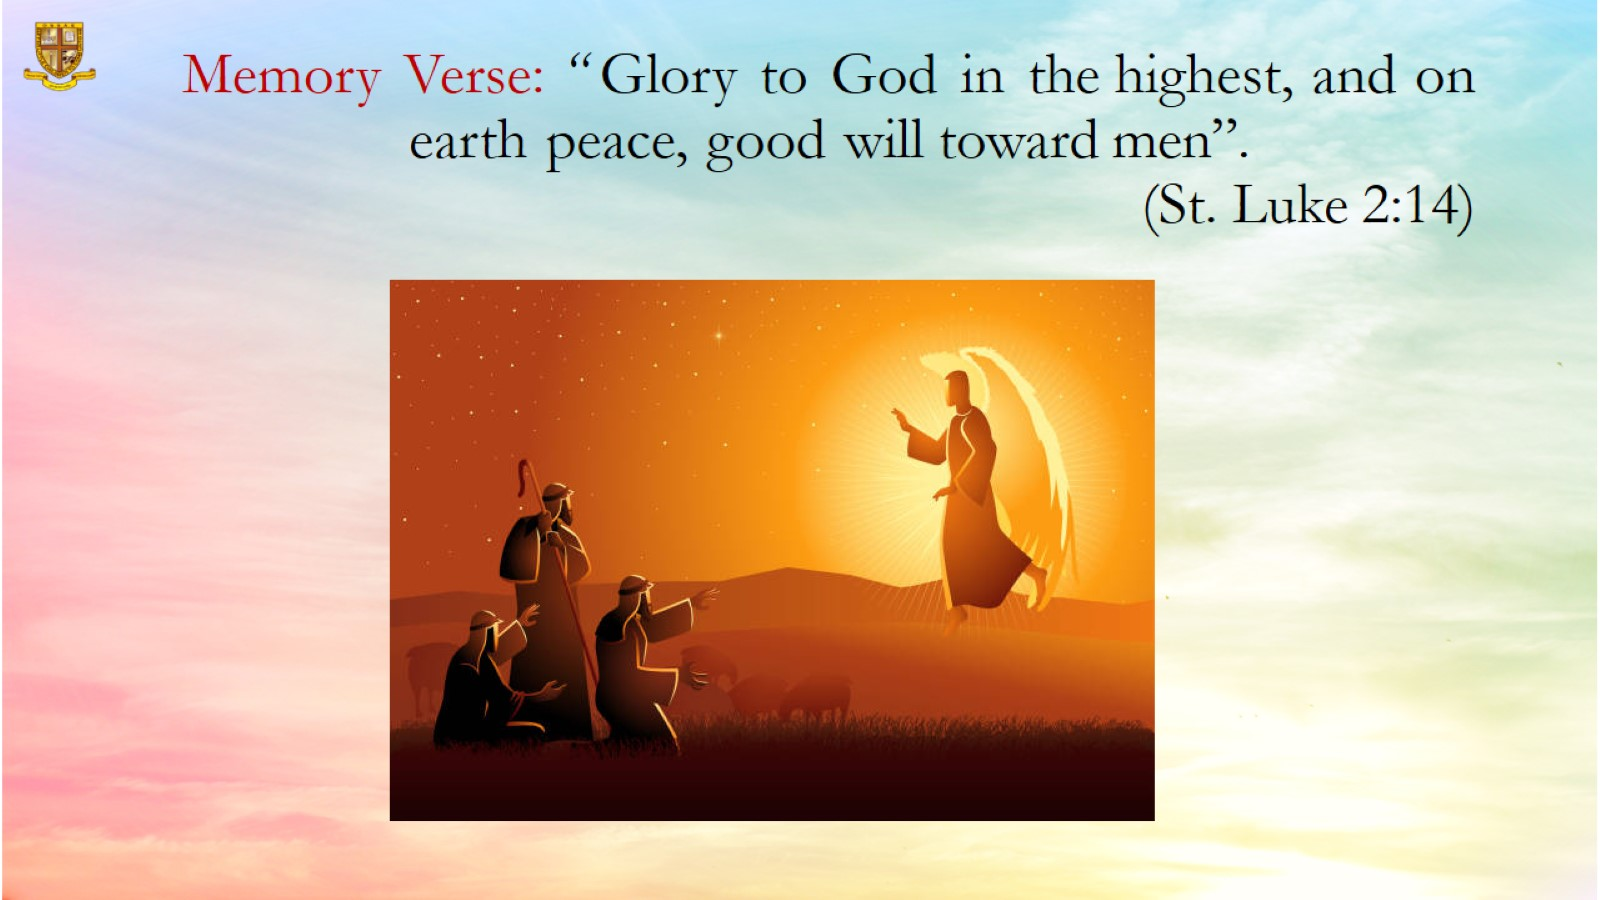 Memory Verse: “Glory to God in the highest, and on
earth peace, good will toward men”.
(St. Luke 2:14)